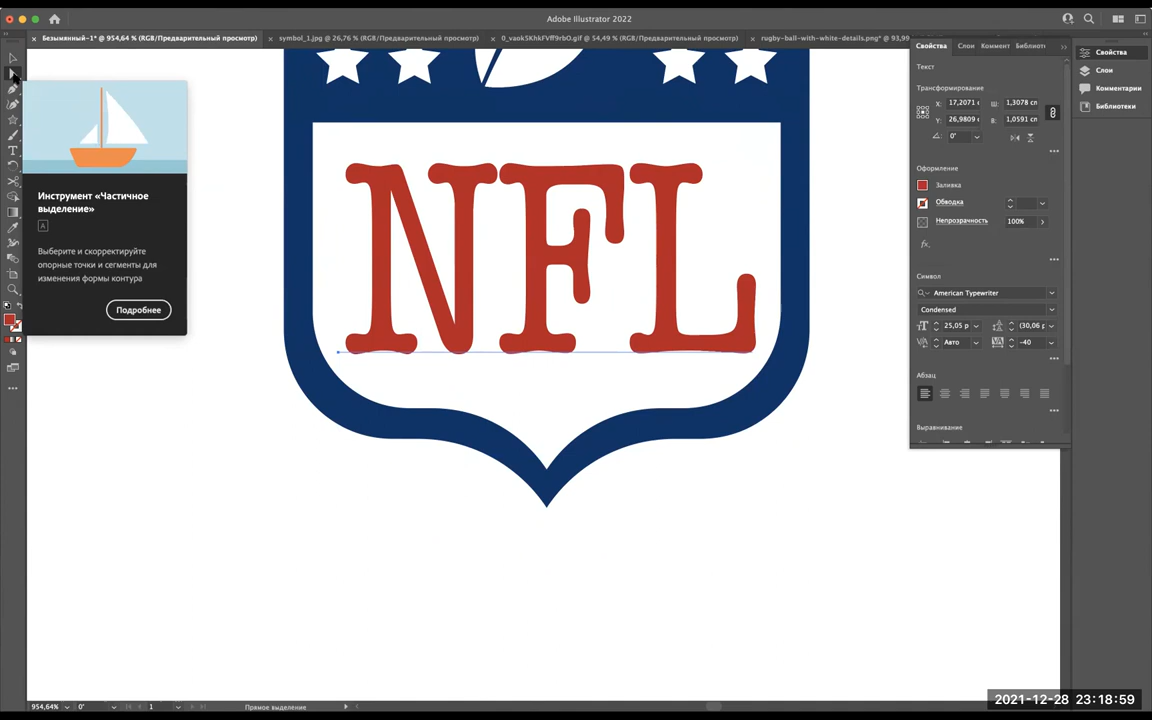 Adobe Illustrator 2022
Безымянный-1* @ 954,64 % (RGB/Предварительный просмотр)
symbol_1.jpg @ 26,76 % (RGB/Предварительный просмотр)
0_vaokSKhkFVff9rbO.gif @ 54,49 % (RGB/Предварительный просмотр)
rugby-ball-with-white-details.png* @ 93,99
Свойства Слои Коммент Библиот
Текст
Трансформирование
X: 17,2071 с Ш: 1,3078 сп
Y: 26,9809 с В: 1,0591 сп
0°
Оформление
Заливка
Обводка
Непрозрачность 100%
fx.
Символ
American Typewriter
Condensed
25,05 р (30,06 р
Авто -40
Абзац
Выравнивание
Свойства
Слои
Комментарии
Библиотеки
Инструмент «Частичное
выделение»
A
Выберите и скорректируйте
опорные точки и сегменты для
изменения формы контура
Подробнее
NFL
954,64% 0° 1 Прямое выделение
2021-12-28 23:18:59